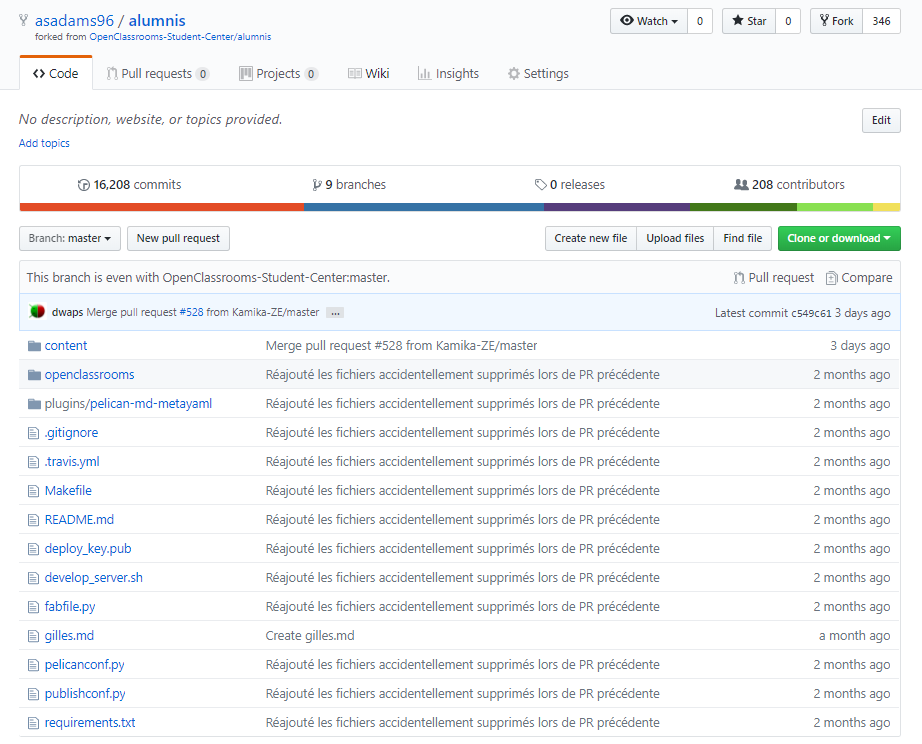 asadams96 / alumnis
Watch 0 Star 0 Fork 346
forked from OpenClassrooms-Student-Center/alumnis
Code Pull requests 0 Projects 0 Wiki Insights Settings
No description, website, or topics provided. Edit
Add topics
16,208 commits 9 branches 0 releases 208 contributors
Branch: master New pull request Create new file Upload files Find file Clone or download
This branch is even with OpenClassrooms-Student-Center:master. Pull request Compare
dwaps Merge pull request #528 from Kamika-ZE/master … Latest commit c549c61 3 days ago
content Merge pull request #528 from Kamika-ZE/master 3 days ago
openclassrooms Réajouté les fichiers accidentellement supprimés lors de PR précédente 2 months ago
plugins/pelican-md-metayaml Réajouté les fichiers accidentellement supprimés lors de PR précédente 2 months ago
.gitignore Réajouté les fichiers accidentellement supprimés lors de PR précédente 2 months ago
.travis.yml Réajouté les fichiers accidentellement supprimés lors de PR précédente 2 months ago
Makefile Réajouté les fichiers accidentellement supprimés lors de PR précédente 2 months ago
README.md Réajouté les fichiers accidentellement supprimés lors de PR précédente 2 months ago
deploy_key.pub Réajouté les fichiers accidentellement supprimés lors de PR précédente 2 months ago
develop_server.sh Réajouté les fichiers accidentellement supprimés lors de PR précédente 2 months ago
fabfile.py Réajouté les fichiers accidentellement supprimés lors de PR précédente 2 months ago
gilles.md Create gilles.md a month ago
pelicanconf.py Réajouté les fichiers accidentellement supprimés lors de PR précédente 2 months ago
publishconf.py Réajouté les fichiers accidentellement supprimés lors de PR précédente 2 months ago
requirements.txt Réajouté les fichiers accidentellement supprimés lors de PR précédente 2 months ago